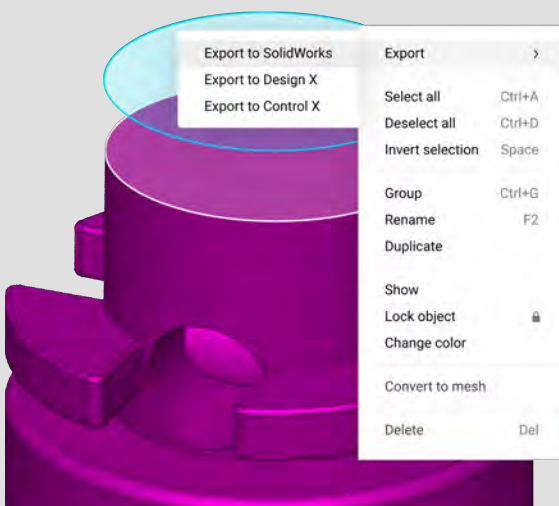 Export to SolidWorks
Export to Design X
Export to Control X
Export >
Select all Ctrl+A
Deselect all Ctrl+D
Invert selection Space
Group Ctrl+G
Rename F2
Duplicate
Show
Lock object
Change color
Convert to mesh
Delete Del